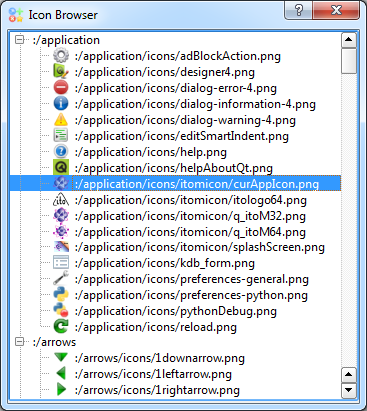 Icon Browser
:/application
:/application/icons/adBlockAction.png
:/application/icons/designer4.png
:/application/icons/dialog-error-4.png
:/application/icons/dialog-information-4.png
:/application/icons/dialog-warning-4.png
:/application/icons/editSmartIndent.png
:/application/icons/help.png
:/application/icons/helpAboutQt.png
:/application/icons/itomicon/curAppIcon.png
:/application/icons/itomicon/itologo64.png
:/application/icons/itomicon/q_itoM32.png
:/application/icons/itomicon/q_itoM64.png
:/application/icons/itomicon/splashScreen.png
:/application/icons/kdb_form.png
:/application/icons/preferences-general.png
:/application/icons/preferences-python.png
:/application/icons/pythonDebug.png
:/application/icons/reload.png
:/arrows
:/arrows/icons/1downarrow.png
:/arrows/icons/1leftarrow.png
:/arrows/icons/1rightarrow.png